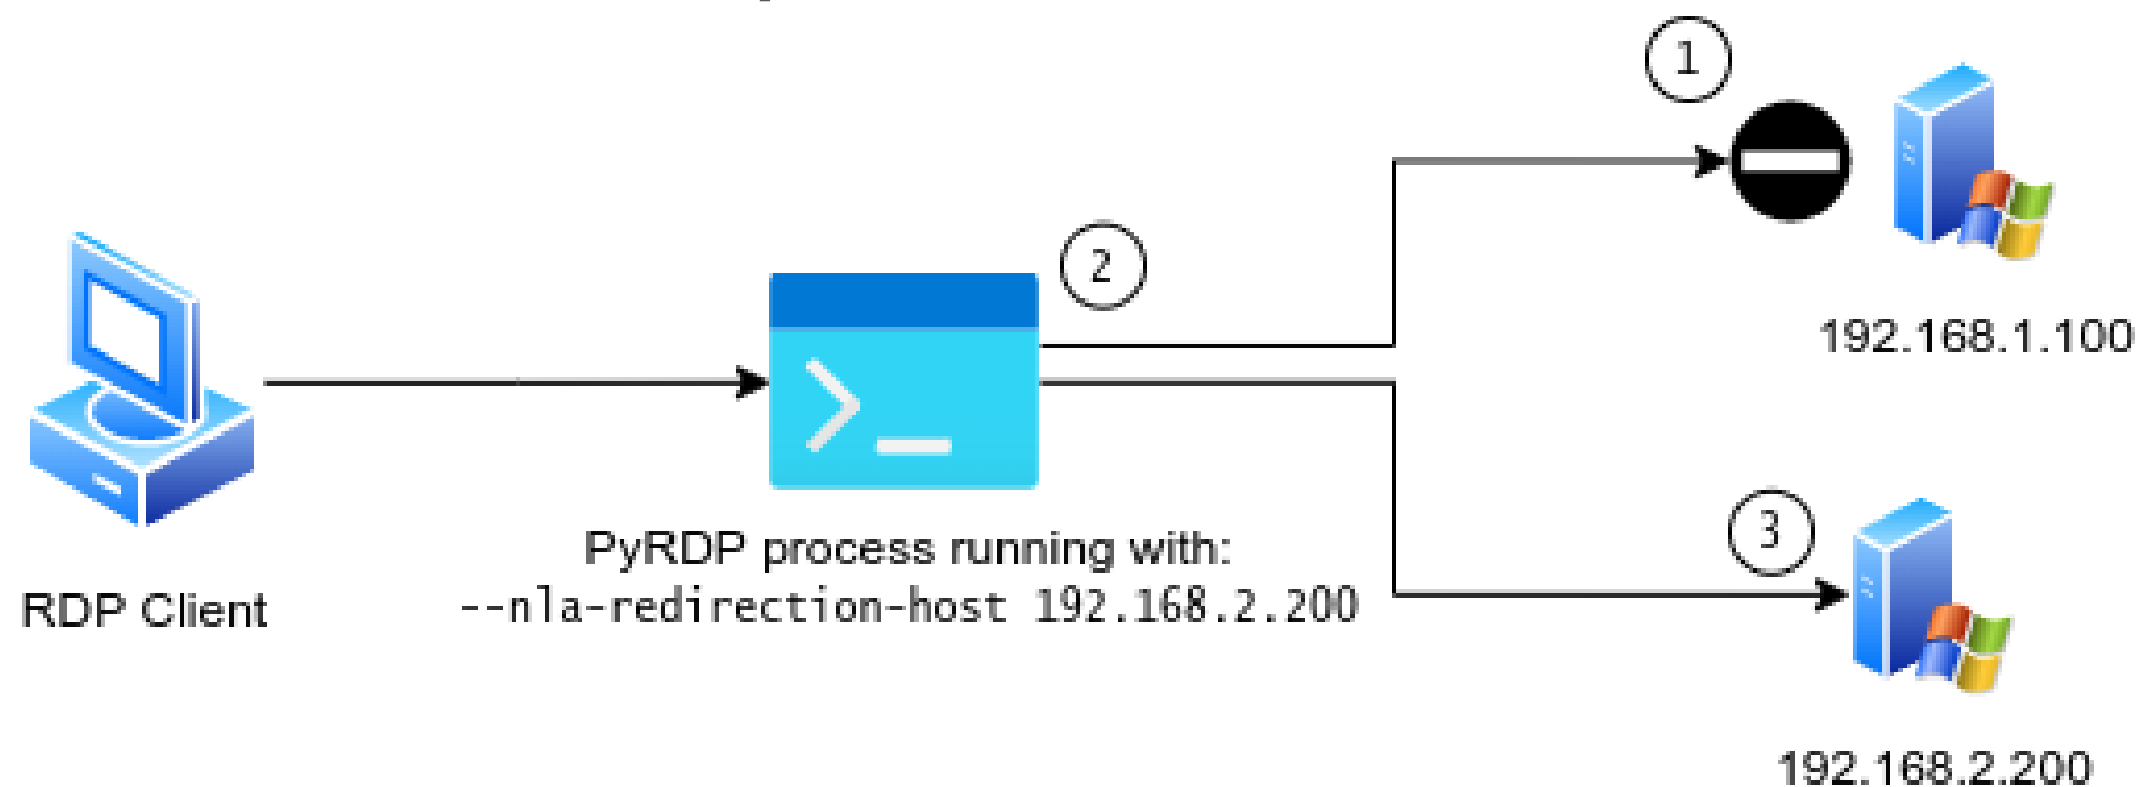 1
2
192.168.1.100
3
PyRDP process running with:
--nla-redirection-host 192.168.2.200
RDP Client
192.168.2.200